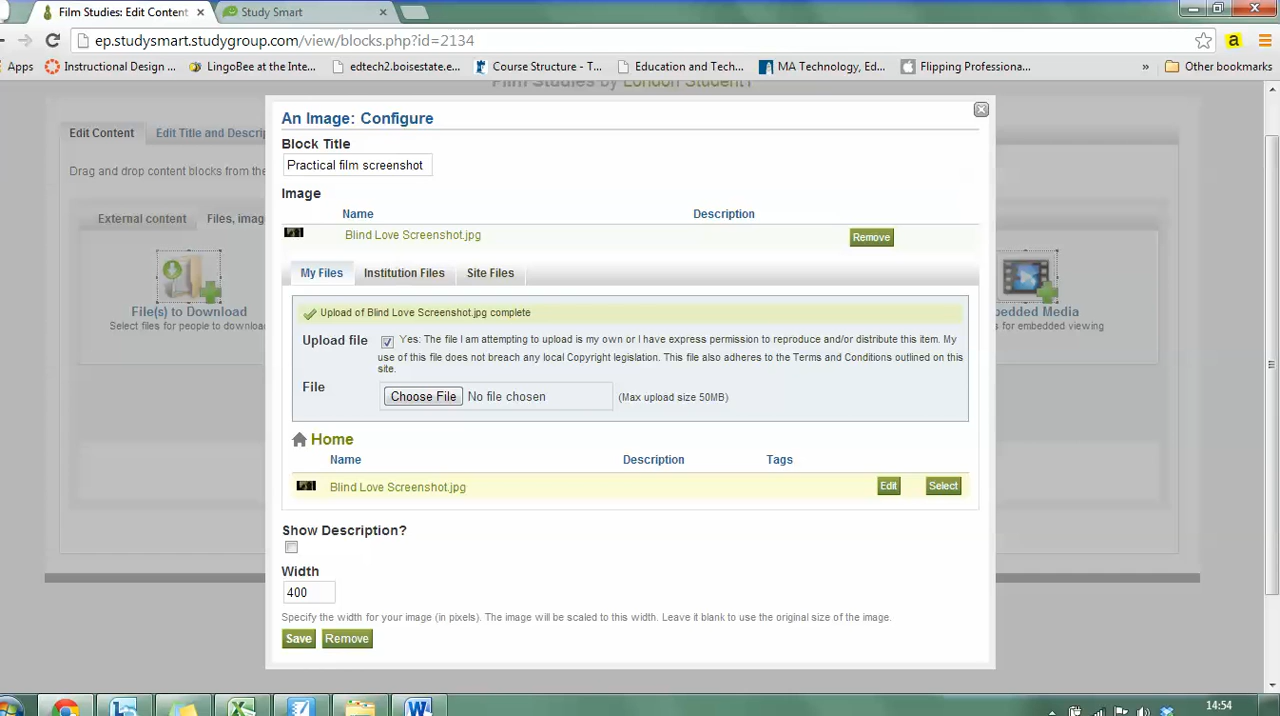 Film Studies: Edit Content
Study Smart
ep.studysmart.studygroup.com/view/blocks.php?id=2134
Apps
Instructional Design ...
LingoBee at the Inte...
edtech2.boisestate.e...
Course Structure - T...
Education and Tech...
MA Technology, Ed...
Flipping Professiona...
»
Other bookmarks
Film Studies by London Student1
Edit Content
Edit Title and Descrip
Drag and drop content blocks from the
External content
Files, imag
File(s) to Download
Select files for people to download
bedded Media
for embedded viewing
An Image: Configure
Block Title
Practical film screenshot
Image
Name Description
Blind Love Screenshot.jpg Remove
My Files Institution Files Site Files
Upload of Blind Love Screenshot.jpg complete
Upload file Yes: The file I am attempting to upload is my own or I have express permission to reproduce and/or distribute this item. My
use of this file does not breach any local Copyright legislation. This file also adheres to the Terms and Conditions outlined on this
site.
File Choose File No file chosen (Max upload size 50MB)
Home
Name Description Tags
Blind Love Screenshot.jpg Edit Select
Show Description?
Width
400
Specify the width for your image (in pixels). The image will be scaled to this width. Leave it blank to use the original size of the image.
Save Remove
14:54